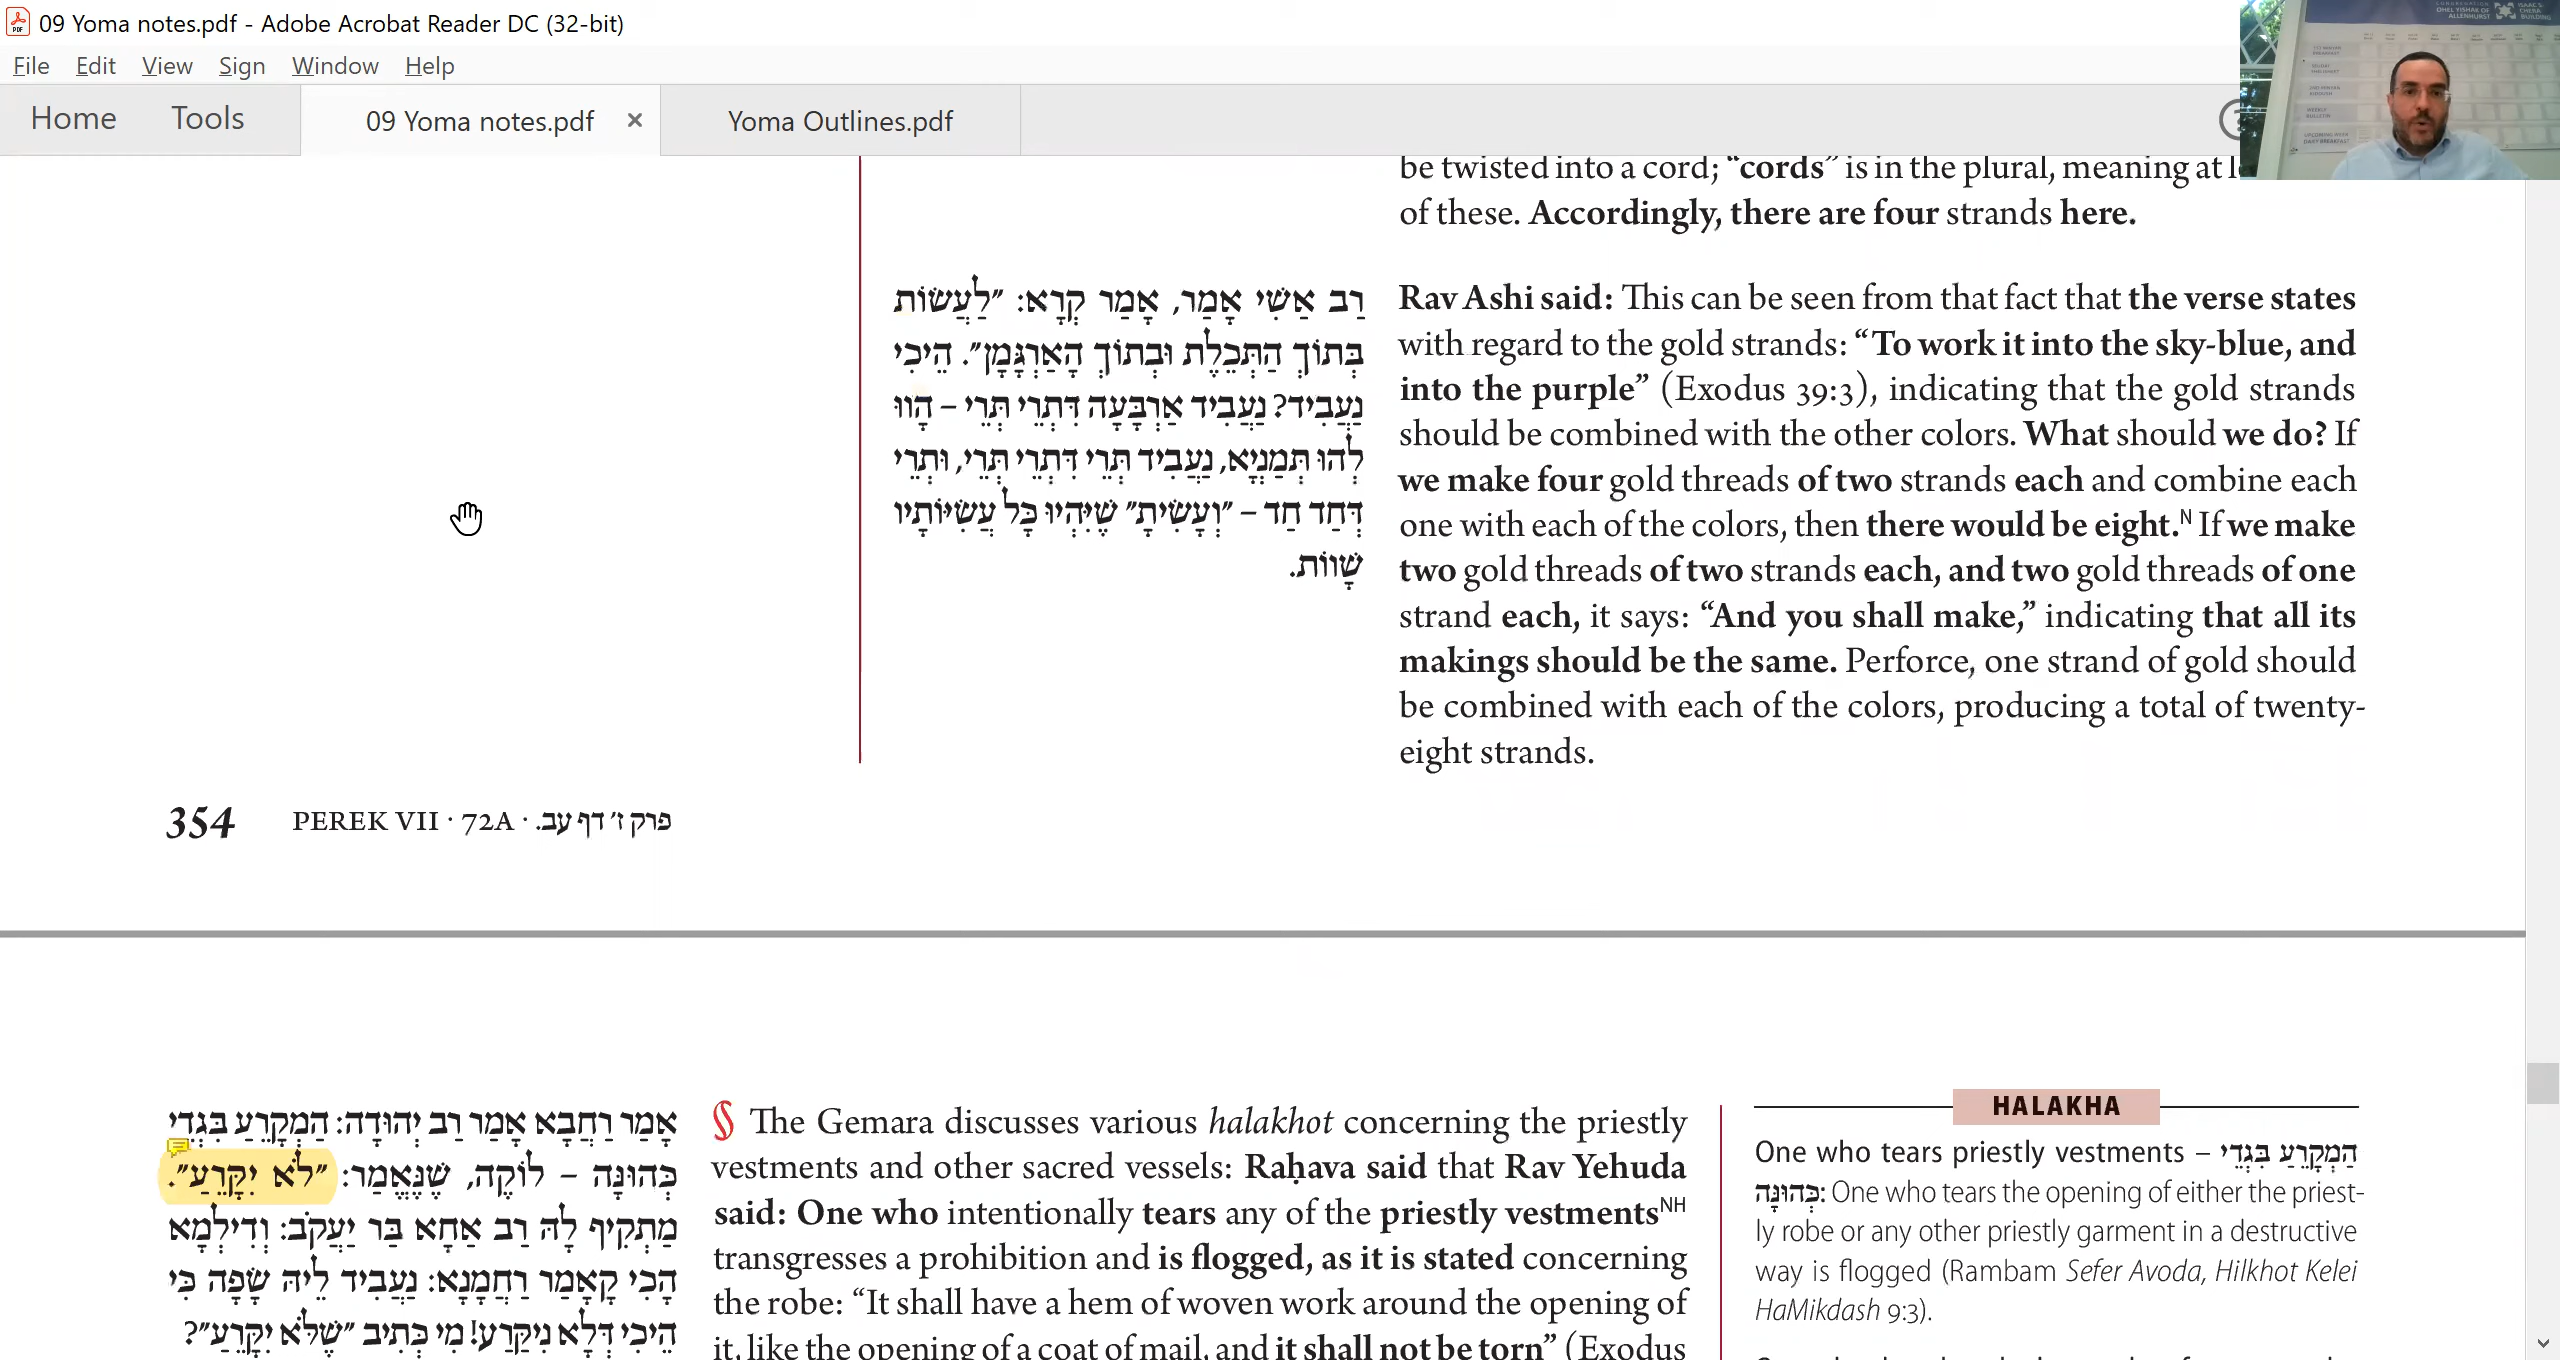 09 Yoma notes.pdf - Adobe Acrobat Reader DC (32-bit)
File Edit View Sign Window Help
Home Tools 09 Yoma notes.pdf × Yoma Outlines.pdf
be twisted into a cord; “cords” is in the plural, meaning at
of these. Accordingly, there are four strands here.
רַב אַשִּׁי אָמַר, אָמַר קְרָא: ״לַעֲשׂוֹת
בְּתוֹךְ הַתְּכֵלֶת וּבְתוֹךְ הָאַרְגָּמָן״. הֵיכִי
נַעֲבִיד? נַעֲבִיד אַרְבָּעָה דִּתְרֵי תְּרֵי – הָווּ
לְהוּ תְּמַנְיָא, נַעֲבִיד תְּרֵי דִּתְרֵי תְּרֵי, וּתְרֵי
דְּחַד חַד – ״וְעָשִׂיתָ״ שֶׁיִּהְיוּ כָּל עֲשִׂיּוֹתָיו
שָׁווֹת.
Rav Ashi said: This can be seen from that fact that the verse states
with regard to the gold strands: “To work it into the sky-blue, and
into the purple” (Exodus 39:3), indicating that the gold strands
should be combined with the other colors. What should we do? If
we make four gold threads of two strands each and combine each
one with each of the colors, then there would be eight.N If we make
two gold threads of two strands each, and two gold threads of one
strand each, it says: “And you shall make,” indicating that all its
makings should be the same. Perforce, one strand of gold should
be combined with each of the colors, producing a total of twenty-
eight strands.
354 PEREK VII · 72A · פרק ז׳ דף עב.
אָמַר רַחֲבָא אָמַר רַב יְהוּדָה: הַמְקָרֵעַ בִּגְדֵי
כְּהוּנָּה – לוֹקֶה, שֶׁנֶּאֱמַר: ״לֹא יִקָּרֵעַ״.
מַתְקִיף לָהּ רַב אַחָא בַּר יַעֲקֹב: וְדִילְמָא
הָכִי קָאָמַר רַחֲמָנָא: נַעֲבִיד לֵיהּ שָׂפָה כִּי
הֵיכִי דְּלָא נִיקָּרַע! מִי כְּתִיב ״שֶׁלֹּא יִקָּרֵעַ״?
§ The Gemara discusses various halakhot concerning the priestly
vestments and other sacred vessels: Raḥava said that Rav Yehuda
said: One who intentionally tears any of the priestly vestmentsNH
transgresses a prohibition and is flogged, as it is stated concerning
the robe: “It shall have a hem of woven work around the opening of
it, like the opening of a coat of mail, and it shall not be torn” (Exodus
HALAKHA
One who tears priestly vestments – הַמְקָרֵעַ בִּגְדֵי
כְּהוּנָּה: One who tears the opening of either the priest-
ly robe or any other priestly garment in a destructive
way is flogged (Rambam Sefer Avoda, Hilkhot Kelei
HaMikdash 9:3).